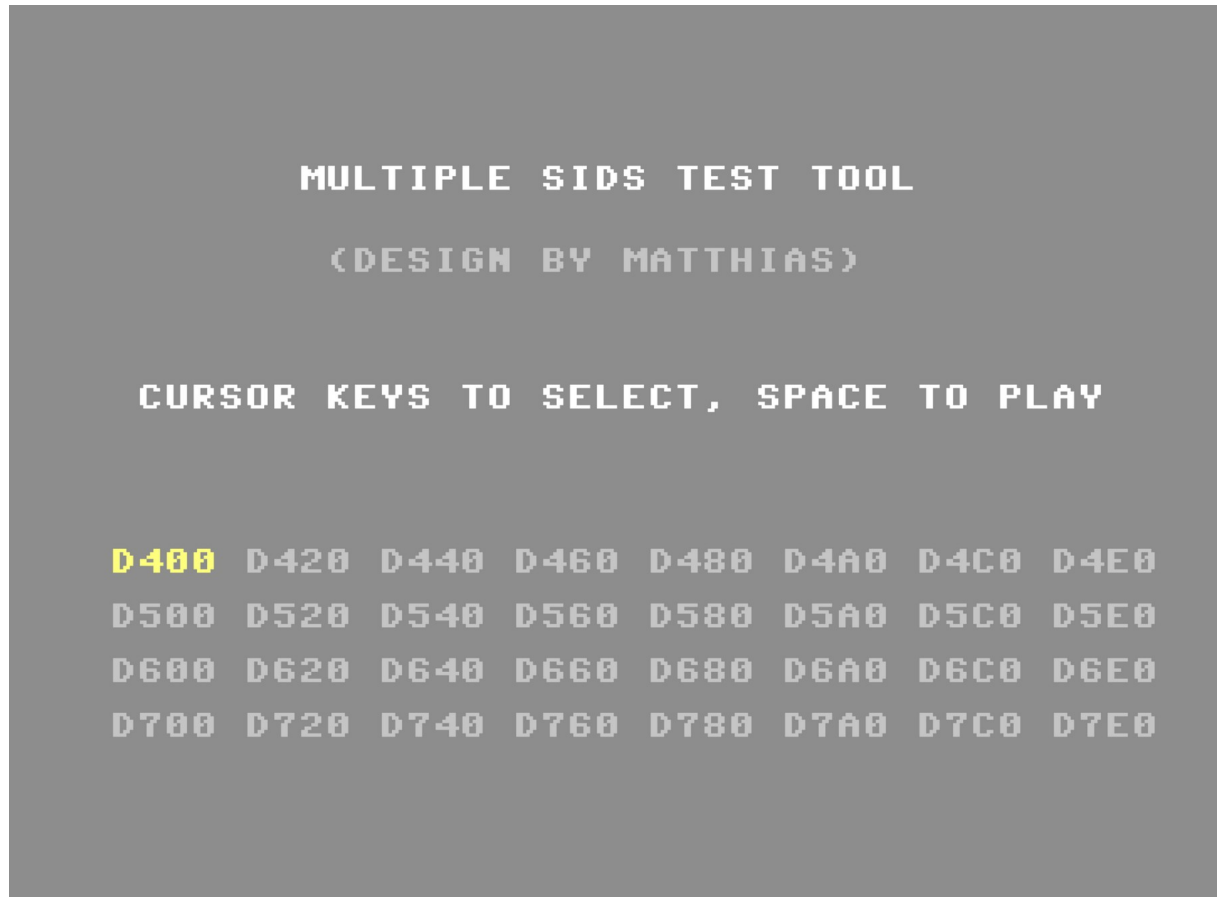 MULTIPLE SIDS TEST TOOL
(DESIGN BY MATTHIAS)
CURSOR KEYS TO SELECT, SPACE TO PLAY
D400 D420 D440 D460 D480 D4A0 D4C0 D4E0
D500 D520 D540 D560 D580 D5A0 D5C0 D5E0
D600 D620 D640 D660 D680 D6A0 D6C0 D6E0
D700 D720 D740 D760 D780 D7A0 D7C0 D7E0